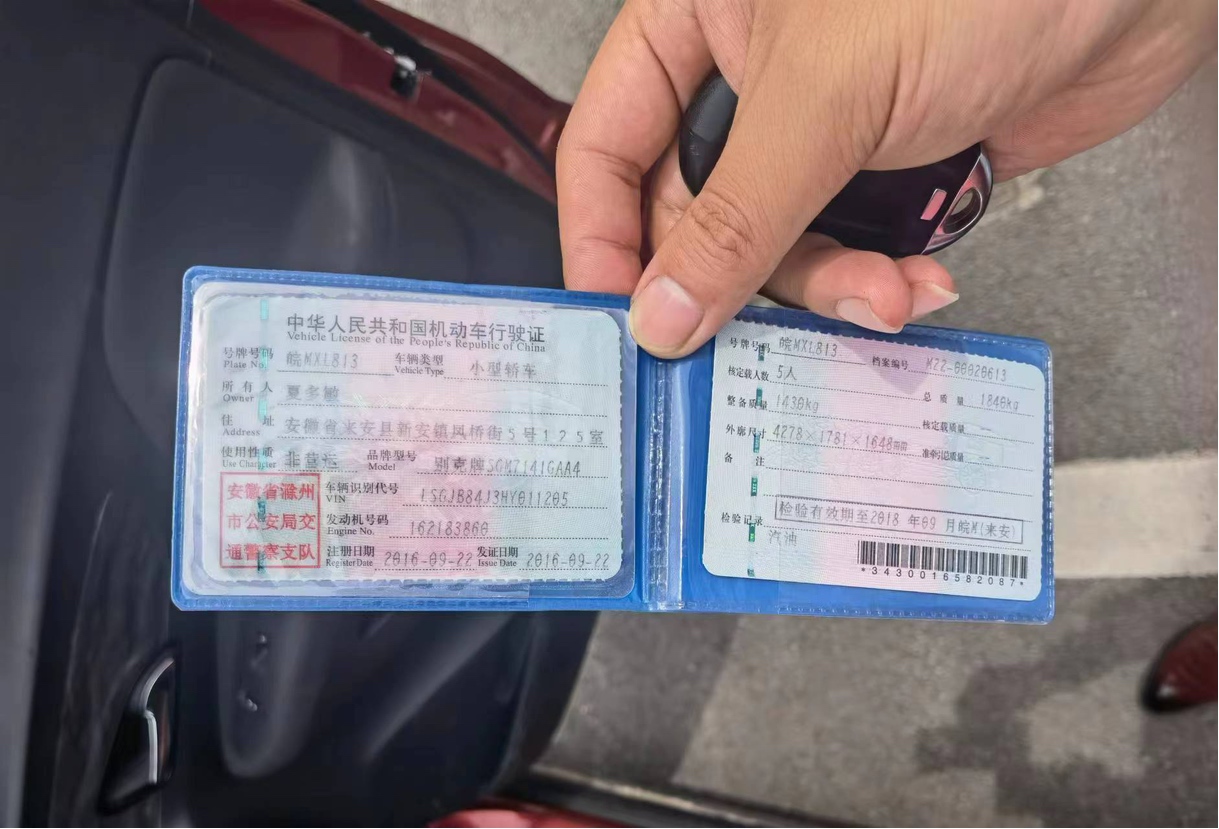 中华人民共和国机动车行驶证
Vehicle License of the People's Republic of China
号牌号码 Plate No. 皖MXL813 车辆类型 Vehicle Type 小型轿车
所有人 Owner 夏多敏
住址 Address 安徽省来安县新安镇凤桥街5号125室
使用性质 Use Character 非营运 品牌型号 Model 别克牌SGM7141GAA4
安徽省滁州
市公安局交
通警察支队
车辆识别代号 VIN LSGJB84J3HY011205
发动机号码 Engine No. 162183860
注册日期 Register Date 2016-09-22 发证日期 Issue Date 2016-09-22
号牌号码 皖MXL813 档案编号 MZZ-00020613
核定载人数 5人 总质量 1840kg
整备质量 1430kg 核定载质量 --
外廓尺寸 4278×1781×1648mm 准牵引总质量 --
备注
检验记录 检验有效期至2018 年09 月皖M(来安)
汽油
*3430016582087*